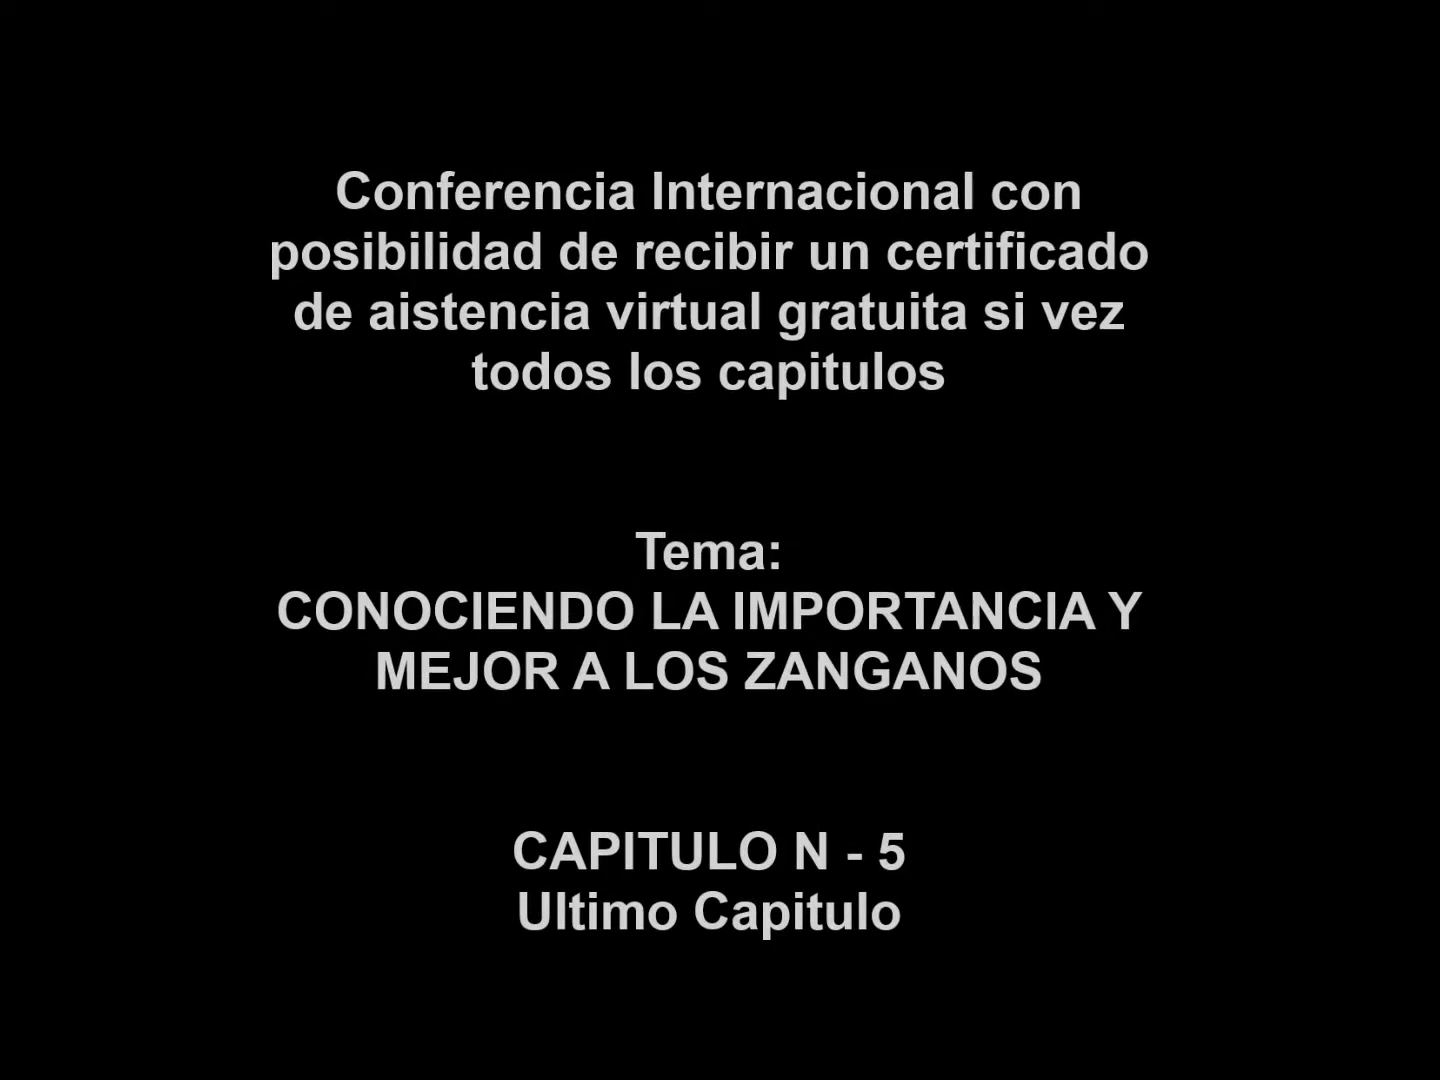 Conferencia Internacional con
posibilidad de recibir un certificado
de aistencia virtual gratuita si vez
todos los capitulos
Tema:
CONOCIENDO LA IMPORTANCIA Y
MEJOR A LOS ZANGANOS
CAPITULO N - 5
Ultimo Capitulo